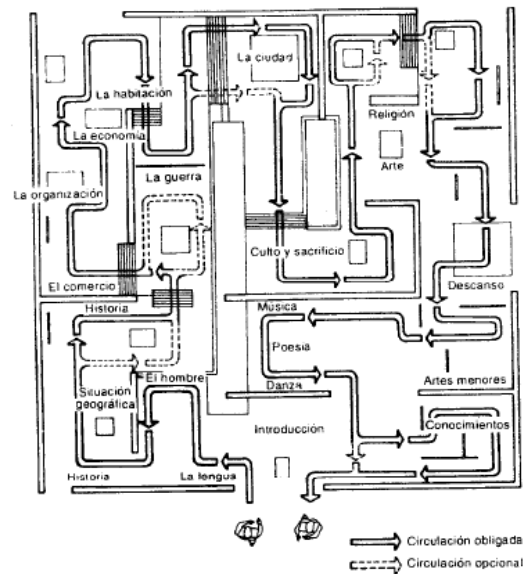 La ciudad
La habitación
La economía
Religión
La guerra
Arte
La organización
Culto y sacrificio
El comercio
Descanso
Historia
Música
Poesía
El hombre
Danza
Artes menores
Situación
geográfica
Introducción
Conocimientos
Historia
La lengua
Circulación obligada
Circulación opcional